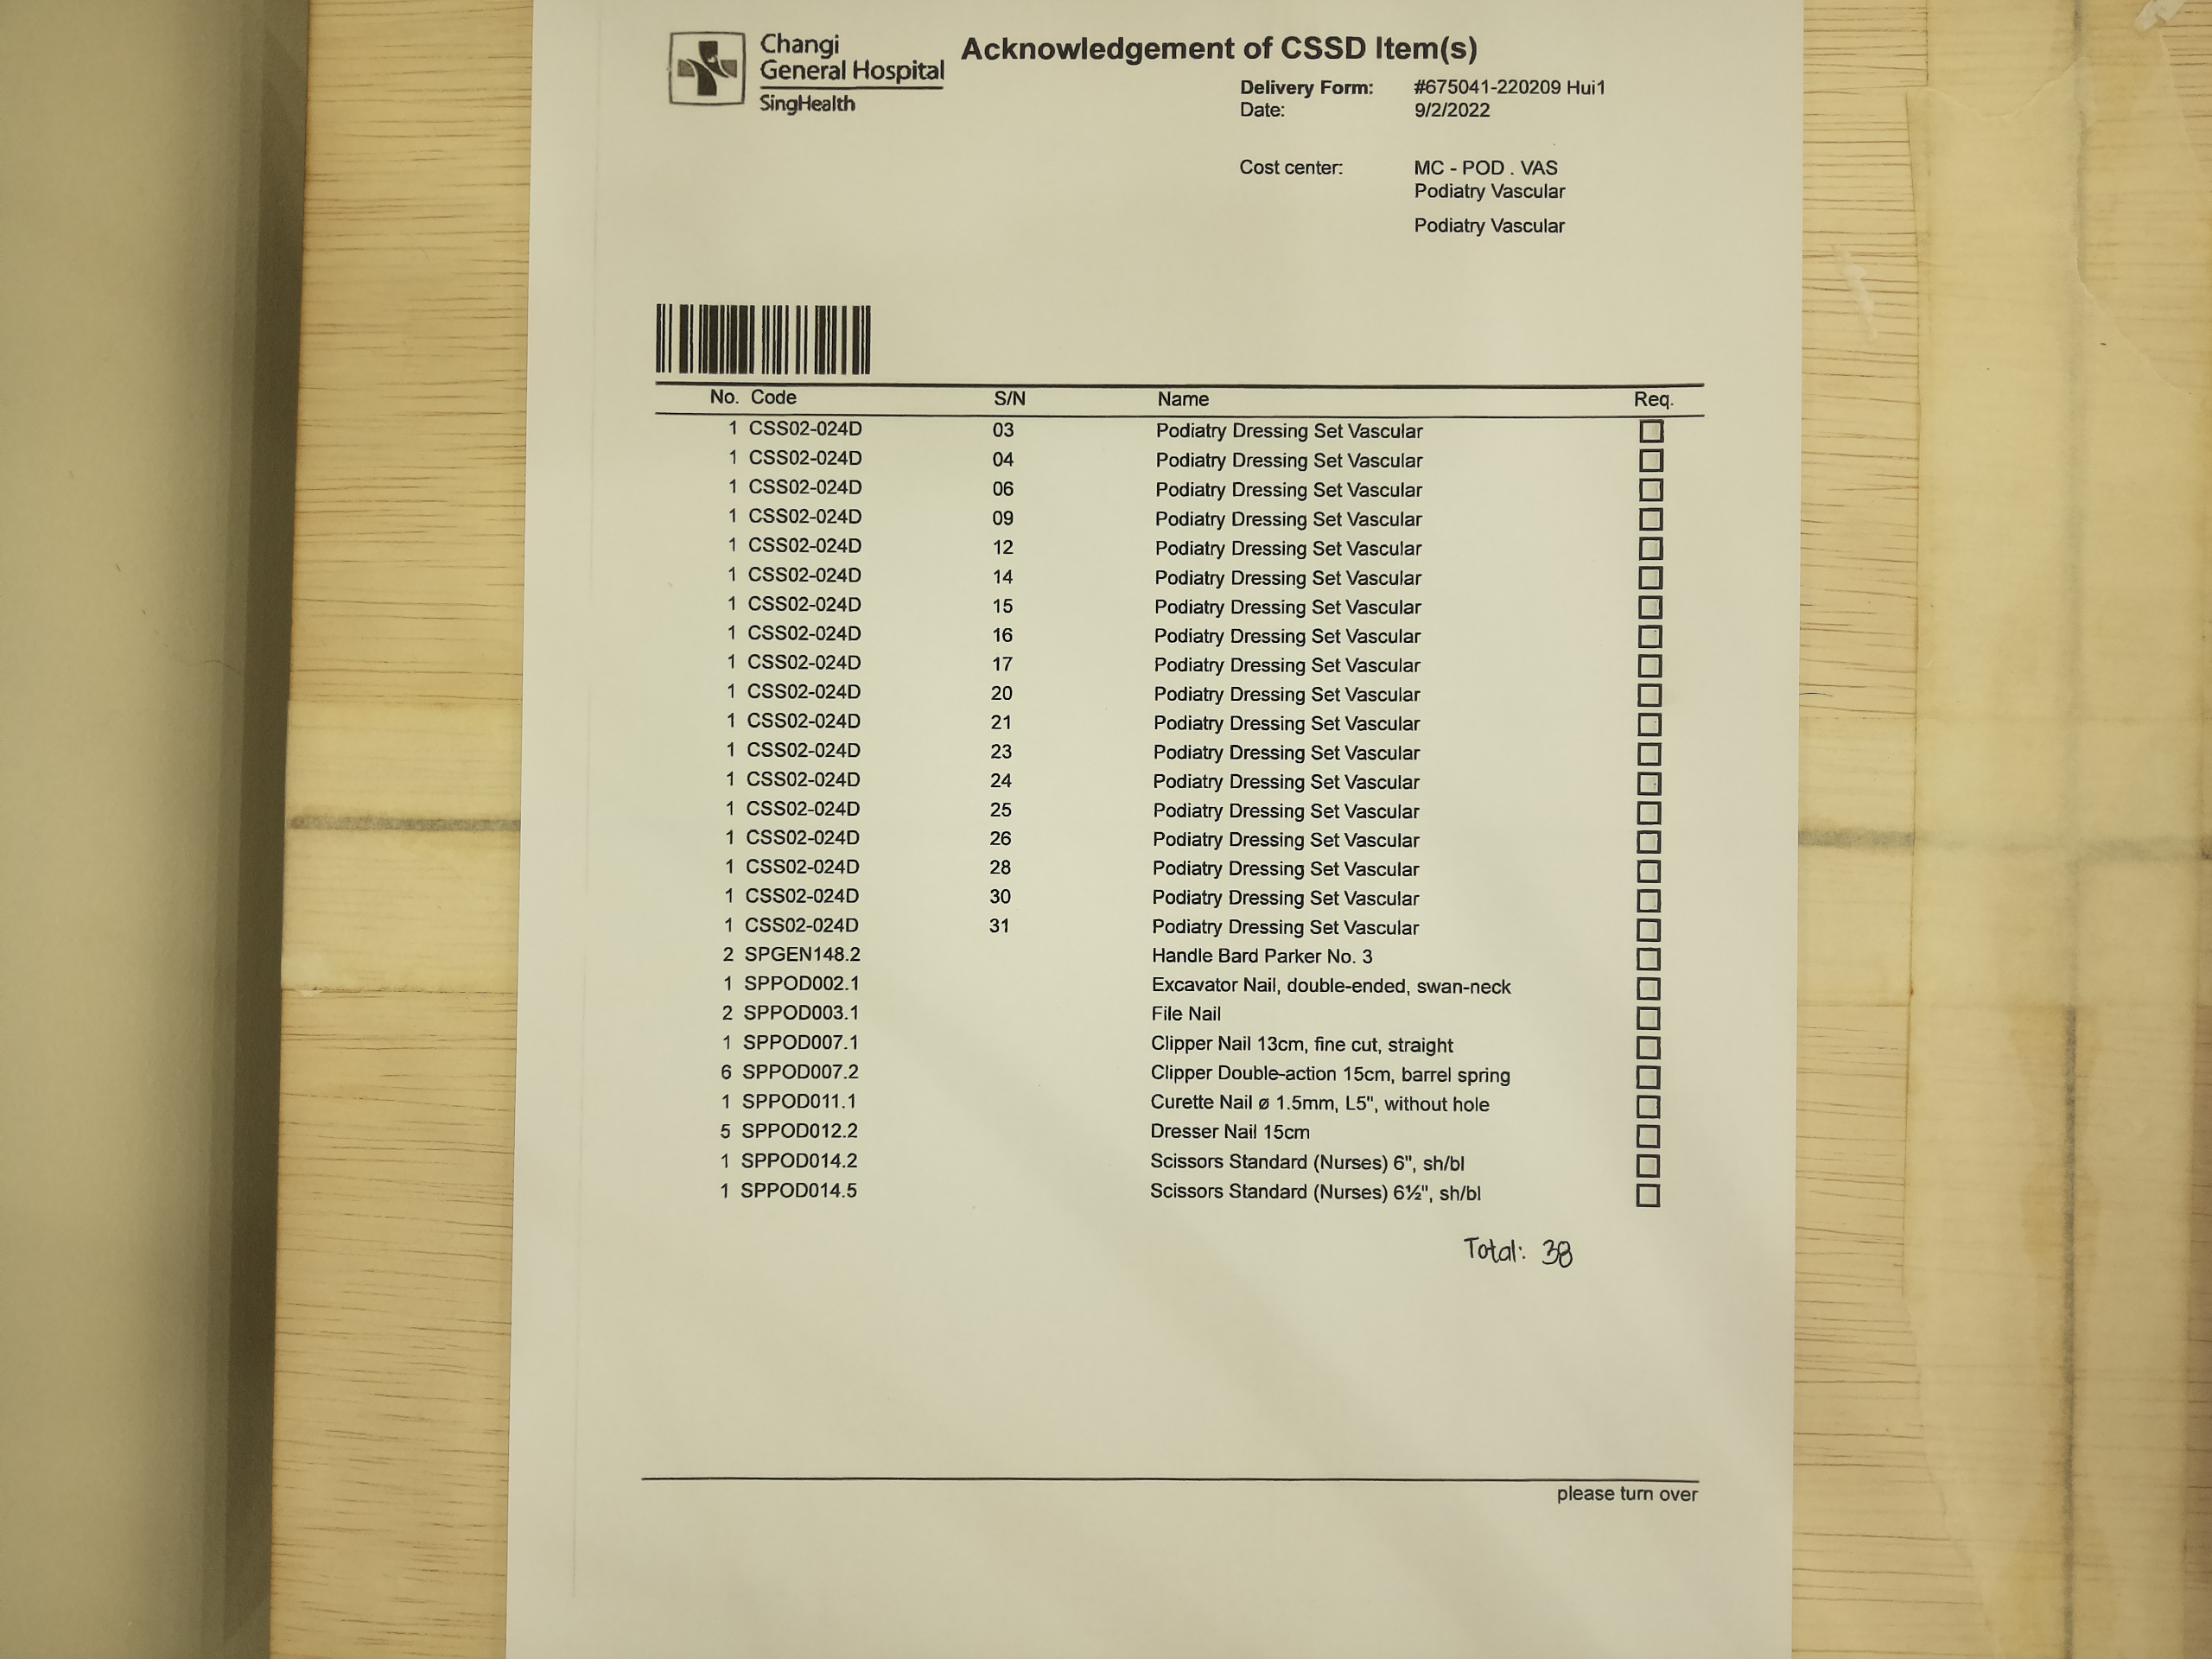 Changi
General Hospital
SingHealth
Acknowledgement of CSSD Item(s)
Delivery Form: #675041-220209 Hui1
Date: 9/2/2022
Cost center: MC - POD . VAS
Podiatry Vascular
Podiatry Vascular
No. Code S/N Name Req.
1 CSS02-024D 03 Podiatry Dressing Set Vascular
1 CSS02-024D 04 Podiatry Dressing Set Vascular
1 CSS02-024D 06 Podiatry Dressing Set Vascular
1 CSS02-024D 09 Podiatry Dressing Set Vascular
1 CSS02-024D 12 Podiatry Dressing Set Vascular
1 CSS02-024D 14 Podiatry Dressing Set Vascular
1 CSS02-024D 15 Podiatry Dressing Set Vascular
1 CSS02-024D 16 Podiatry Dressing Set Vascular
1 CSS02-024D 17 Podiatry Dressing Set Vascular
1 CSS02-024D 20 Podiatry Dressing Set Vascular
1 CSS02-024D 21 Podiatry Dressing Set Vascular
1 CSS02-024D 23 Podiatry Dressing Set Vascular
1 CSS02-024D 24 Podiatry Dressing Set Vascular
1 CSS02-024D 25 Podiatry Dressing Set Vascular
1 CSS02-024D 26 Podiatry Dressing Set Vascular
1 CSS02-024D 28 Podiatry Dressing Set Vascular
1 CSS02-024D 30 Podiatry Dressing Set Vascular
1 CSS02-024D 31 Podiatry Dressing Set Vascular
2 SPGEN148.2 Handle Bard Parker No. 3
1 SPPOD002.1 Excavator Nail, double-ended, swan-neck
2 SPPOD003.1 File Nail
1 SPPOD007.1 Clipper Nail 13cm, fine cut, straight
6 SPPOD007.2 Clipper Double-action 15cm, barrel spring
1 SPPOD011.1 Curette Nail ø 1.5mm, L5", without hole
5 SPPOD012.2 Dresser Nail 15cm
1 SPPOD014.2 Scissors Standard (Nurses) 6", sh/bl
1 SPPOD014.5 Scissors Standard (Nurses) 6½", sh/bl
Total: 38
please turn over